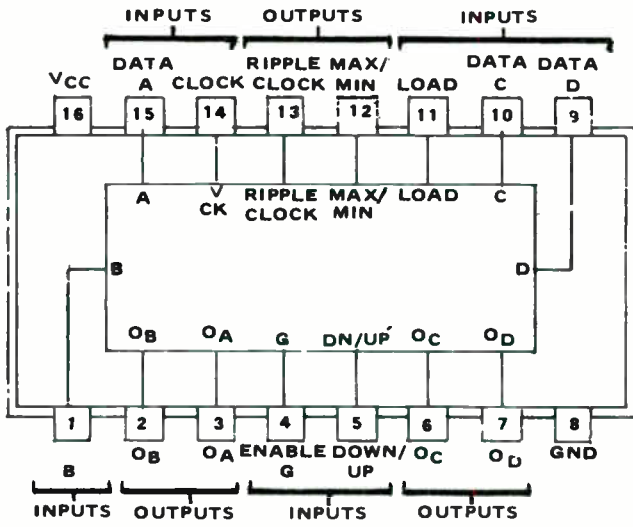 INPUTS OUTPUTS INPUTS
DATA RIPPLE MAX/ DATA DATA
VCC A CLOCK CLOCK MIN LOAD C D
16 15 14 13 12 11 10 9
A V RIPPLE MAX/ LOAD C
CK CLOCK MIN
B D
OB OA G DN/UP OC OD
1 2 3 4 5 6 7 8
OB OA ENABLE DOWN/ OC OD GND
B G UP
INPUTS OUTPUTS INPUTS OUTPUTS